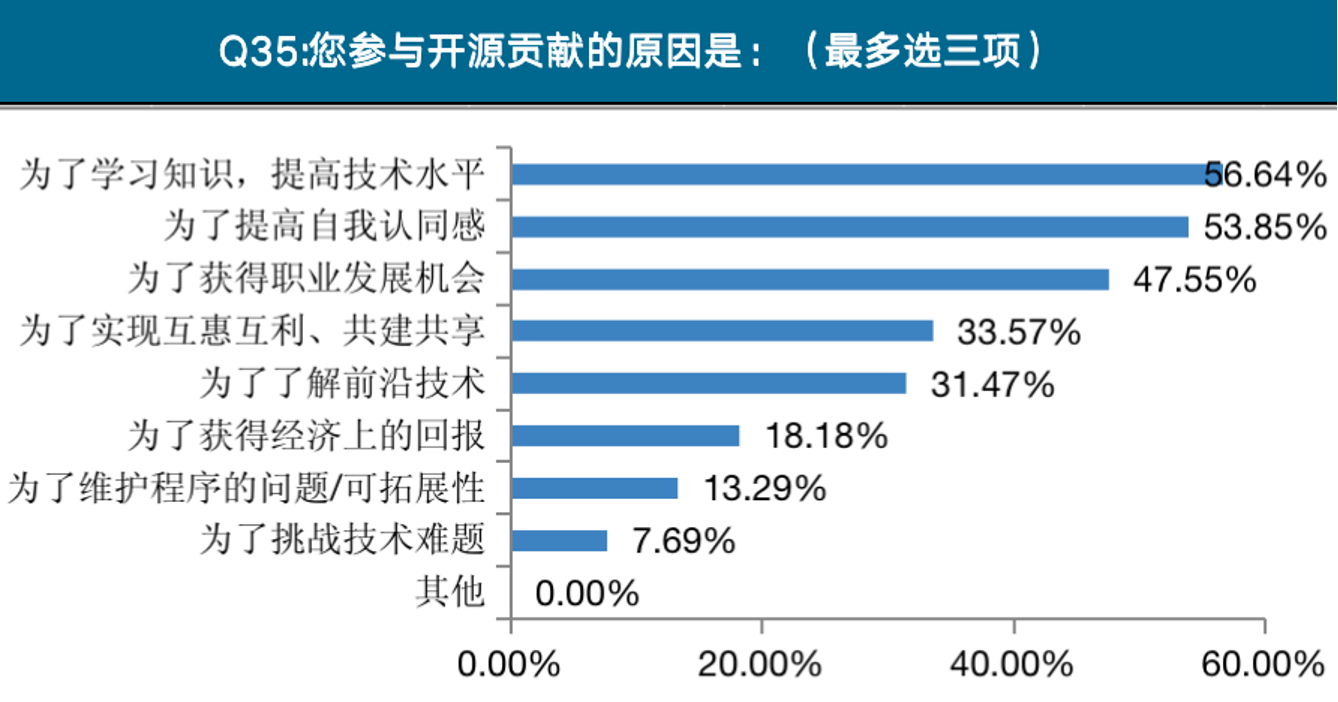 Q35:您参与开源贡献的原因是：（最多选三项）
为了学习知识，提高技术水平 56.64%
为了提高自我认同感 53.85%
为了获得职业发展机会 47.55%
为了实现互惠互利、共建共享 33.57%
为了了解前沿技术 31.47%
为了获得经济上的回报 18.18%
为了维护程序的问题/可拓展性 13.29%
为了挑战技术难题 7.69%
其他 0.00%
0.00% 20.00% 40.00% 60.00%